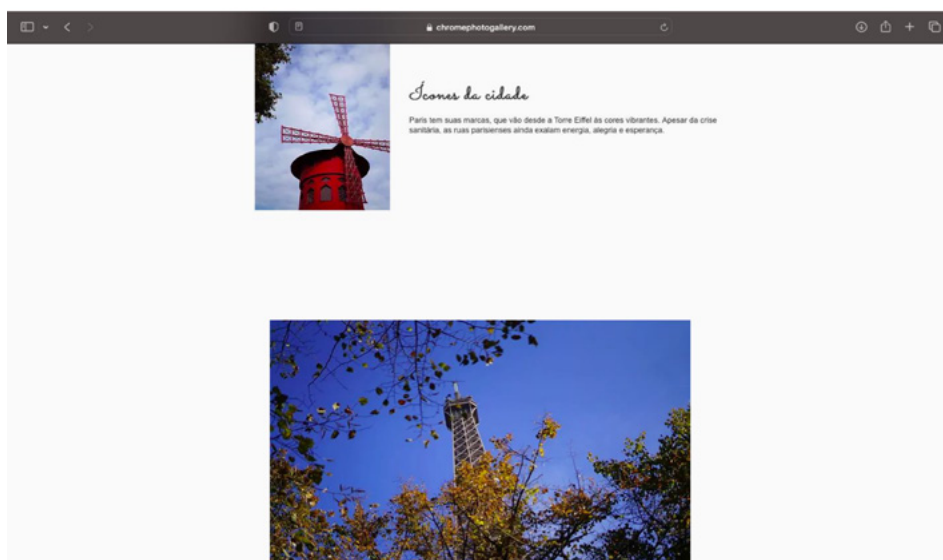 chromephotogallery.com
Ícones da cidade
Paris tem suas marcas, que vão desde a Torre Eiffel às cores vibrantes. Apesar da crise
sanitária, as ruas parisienses ainda exalam energia, alegria e esperança.